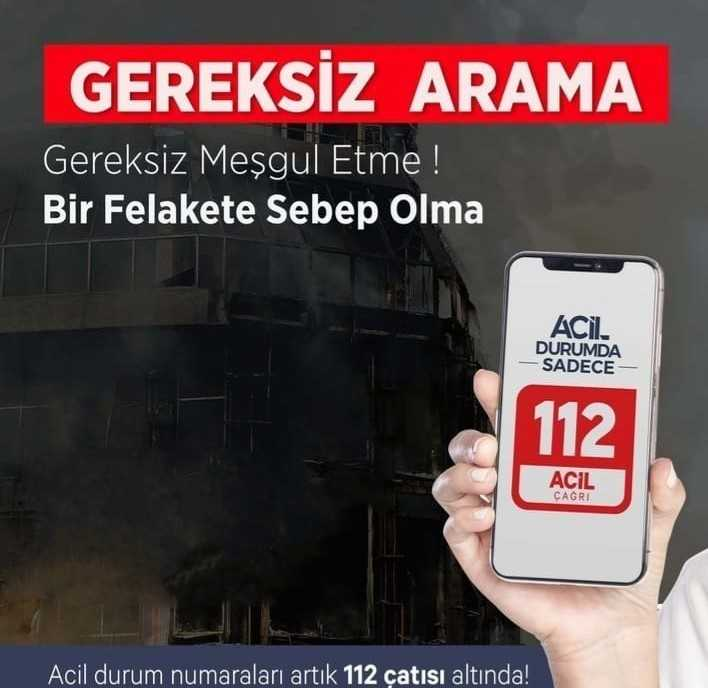 GEREKSİZ ARAMA
Gereksiz Meşgul Etme !
Bir Felakete Sebep Olma
ACİL
DURUMDA
SADECE
112
ACİL
ÇAĞRI
Acil durum numaraları artık 112 çatısı altında!